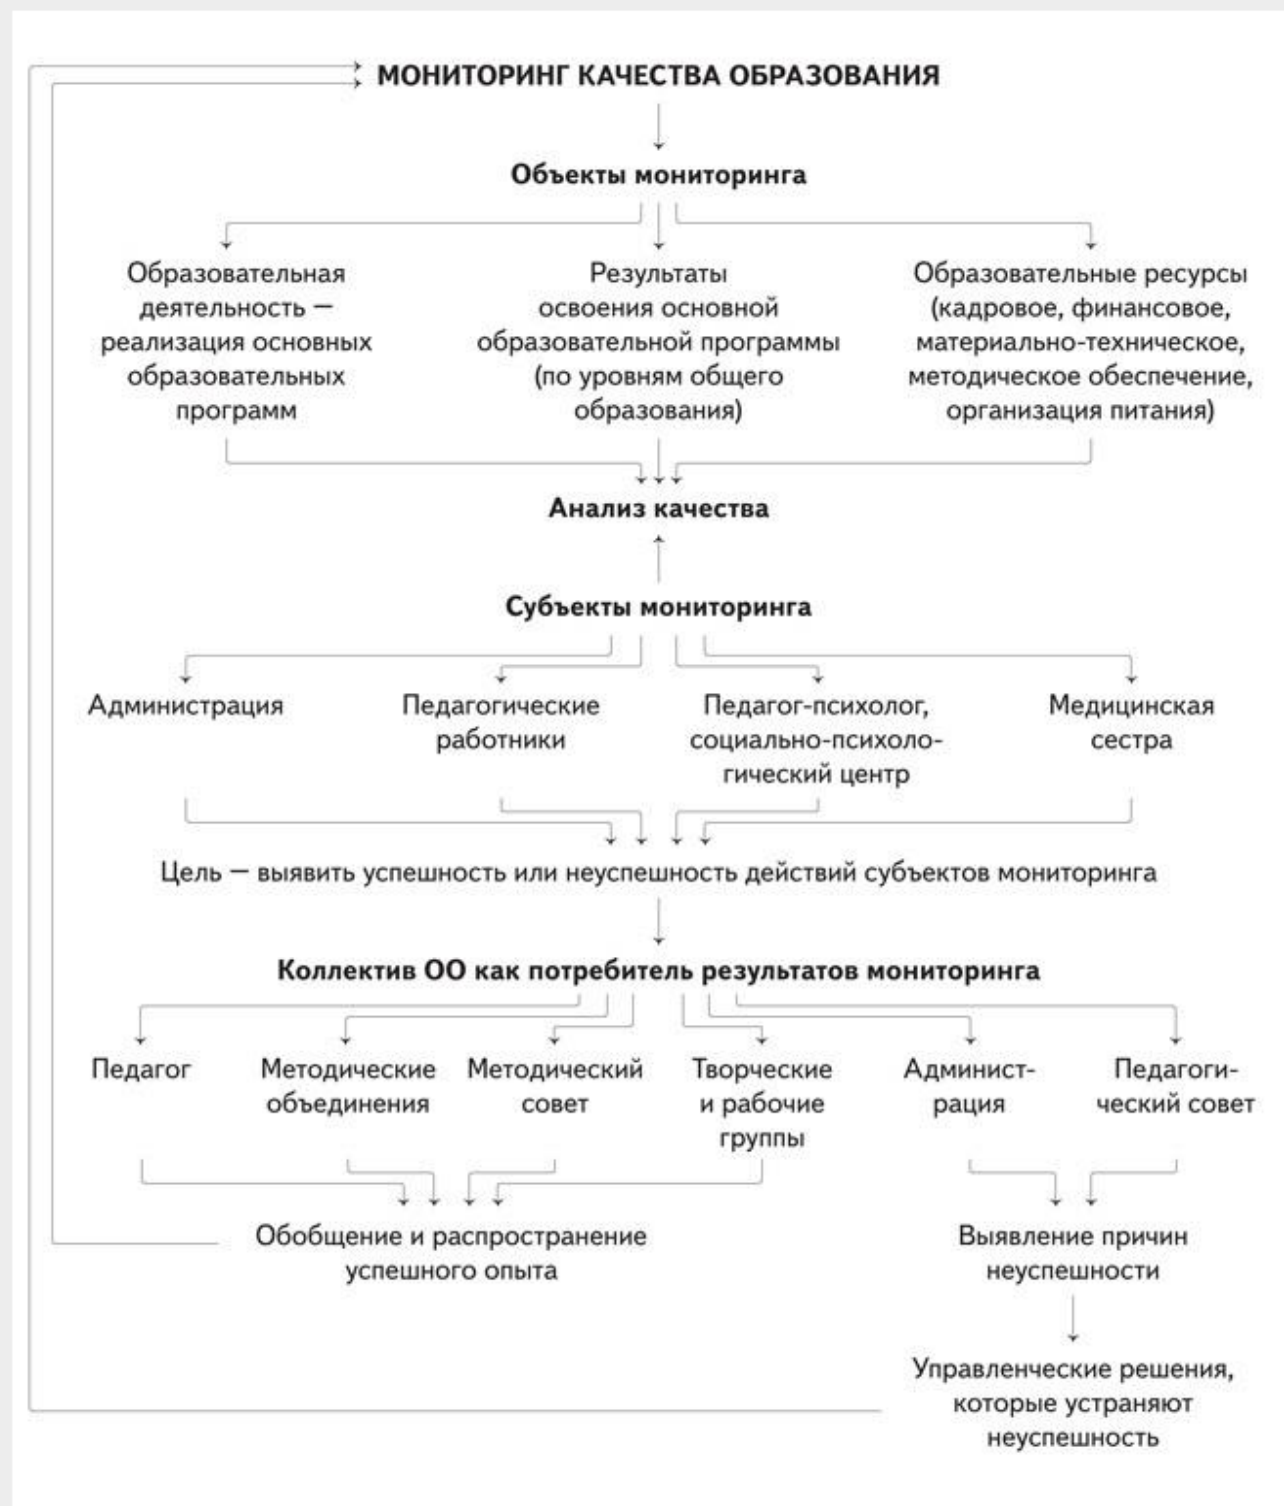 МОНИТОРИНГ КАЧЕСТВА ОБРАЗОВАНИЯ
Объекты мониторинга
Образовательная
деятельность —
реализация основных
образовательных
программ
Результаты
освоения основной
образовательной программы
(по уровням общего
образования)
Образовательные ресурсы
(кадровое, финансовое,
материально-техническое,
методическое обеспечение,
организация питания)
Анализ качества
Субъекты мониторинга
Администрация
Педагогические
работники
Педагог-психолог,
социально-психоло-
гический центр
Медицинская
сестра
Цель — выявить успешность или неуспешность действий субъектов мониторинга
Коллектив ОО как потребитель результатов мониторинга
Педагог
Методические
объединения
Методический
совет
Творческие
и рабочие
группы
Админист-
рация
Педагоги-
ческий совет
Обобщение и распространение
успешного опыта
Выявление причин
неуспешности
Управленческие решения,
которые устраняют
неуспешность